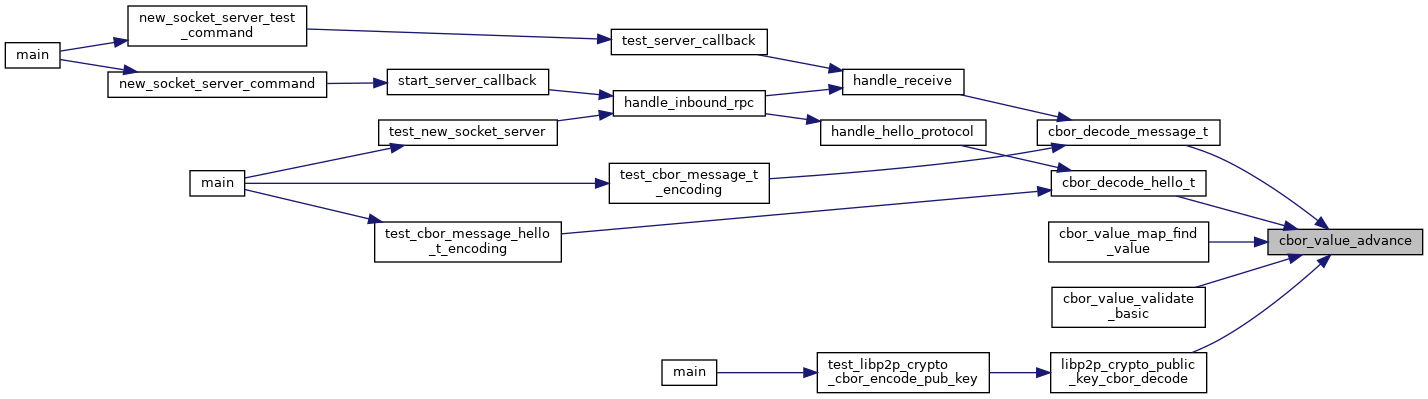 new_socket_server_test
_command
main
test_server_callback
new_socket_server_command
start_server_callback
handle_receive
handle_inbound_rpc
test_new_socket_server
handle_hello_protocol
cbor_decode_message_t
main
test_cbor_message_t
_encoding
cbor_decode_hello_t
test_cbor_message_hello
_t_encoding
cbor_value_map_find
_value
cbor_value_advance
cbor_value_validate
_basic
main
test_libp2p_crypto
_cbor_encode_pub_key
libp2p_crypto_public
_key_cbor_decode